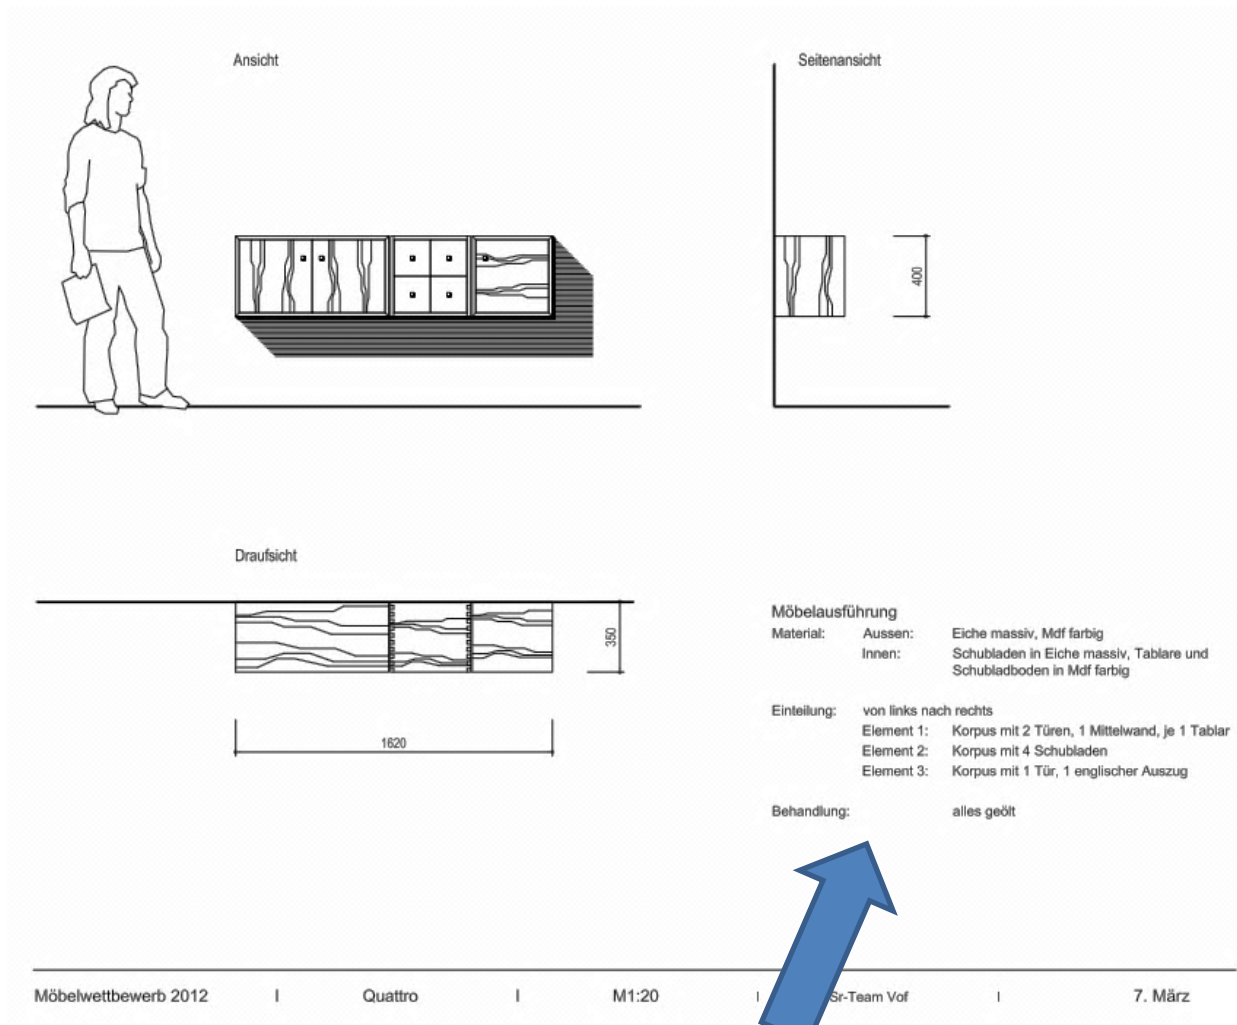 Ansicht
Seitenansicht
400
Draufsicht
350
1620
Möbelausführung
Material: Aussen: Eiche massiv, Mdf farbig
Innen: Schubladen in Eiche massiv, Tablare und
Schubladboden in Mdf farbig
Einteilung: von links nach rechts
Element 1: Korpus mit 2 Türen, 1 Mittelwand, je 1 Tablar
Element 2: Korpus mit 4 Schubladen
Element 3: Korpus mit 1 Tür, 1 englischer Auszug
Behandlung: alles geölt
Möbelwettbewerb 2012 I Quattro I M1:20 I Sr-Team Vof I 7. März